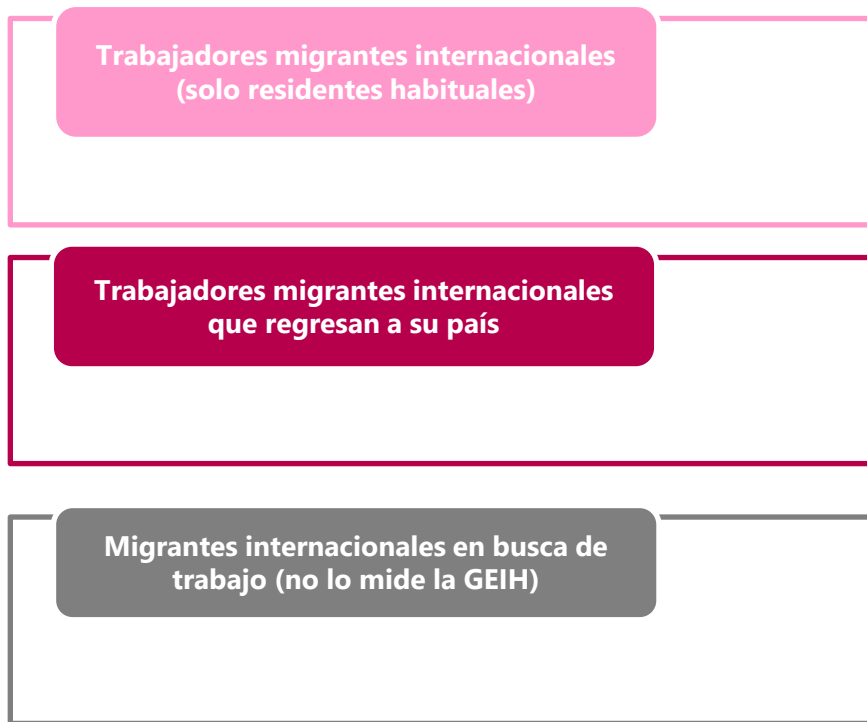 Trabajadores migrantes internacionales
(solo residentes habituales)
Trabajadores migrantes internacionales
que regresan a su país
Migrantes internacionales en busca de
trabajo (no lo mide la GEIH)